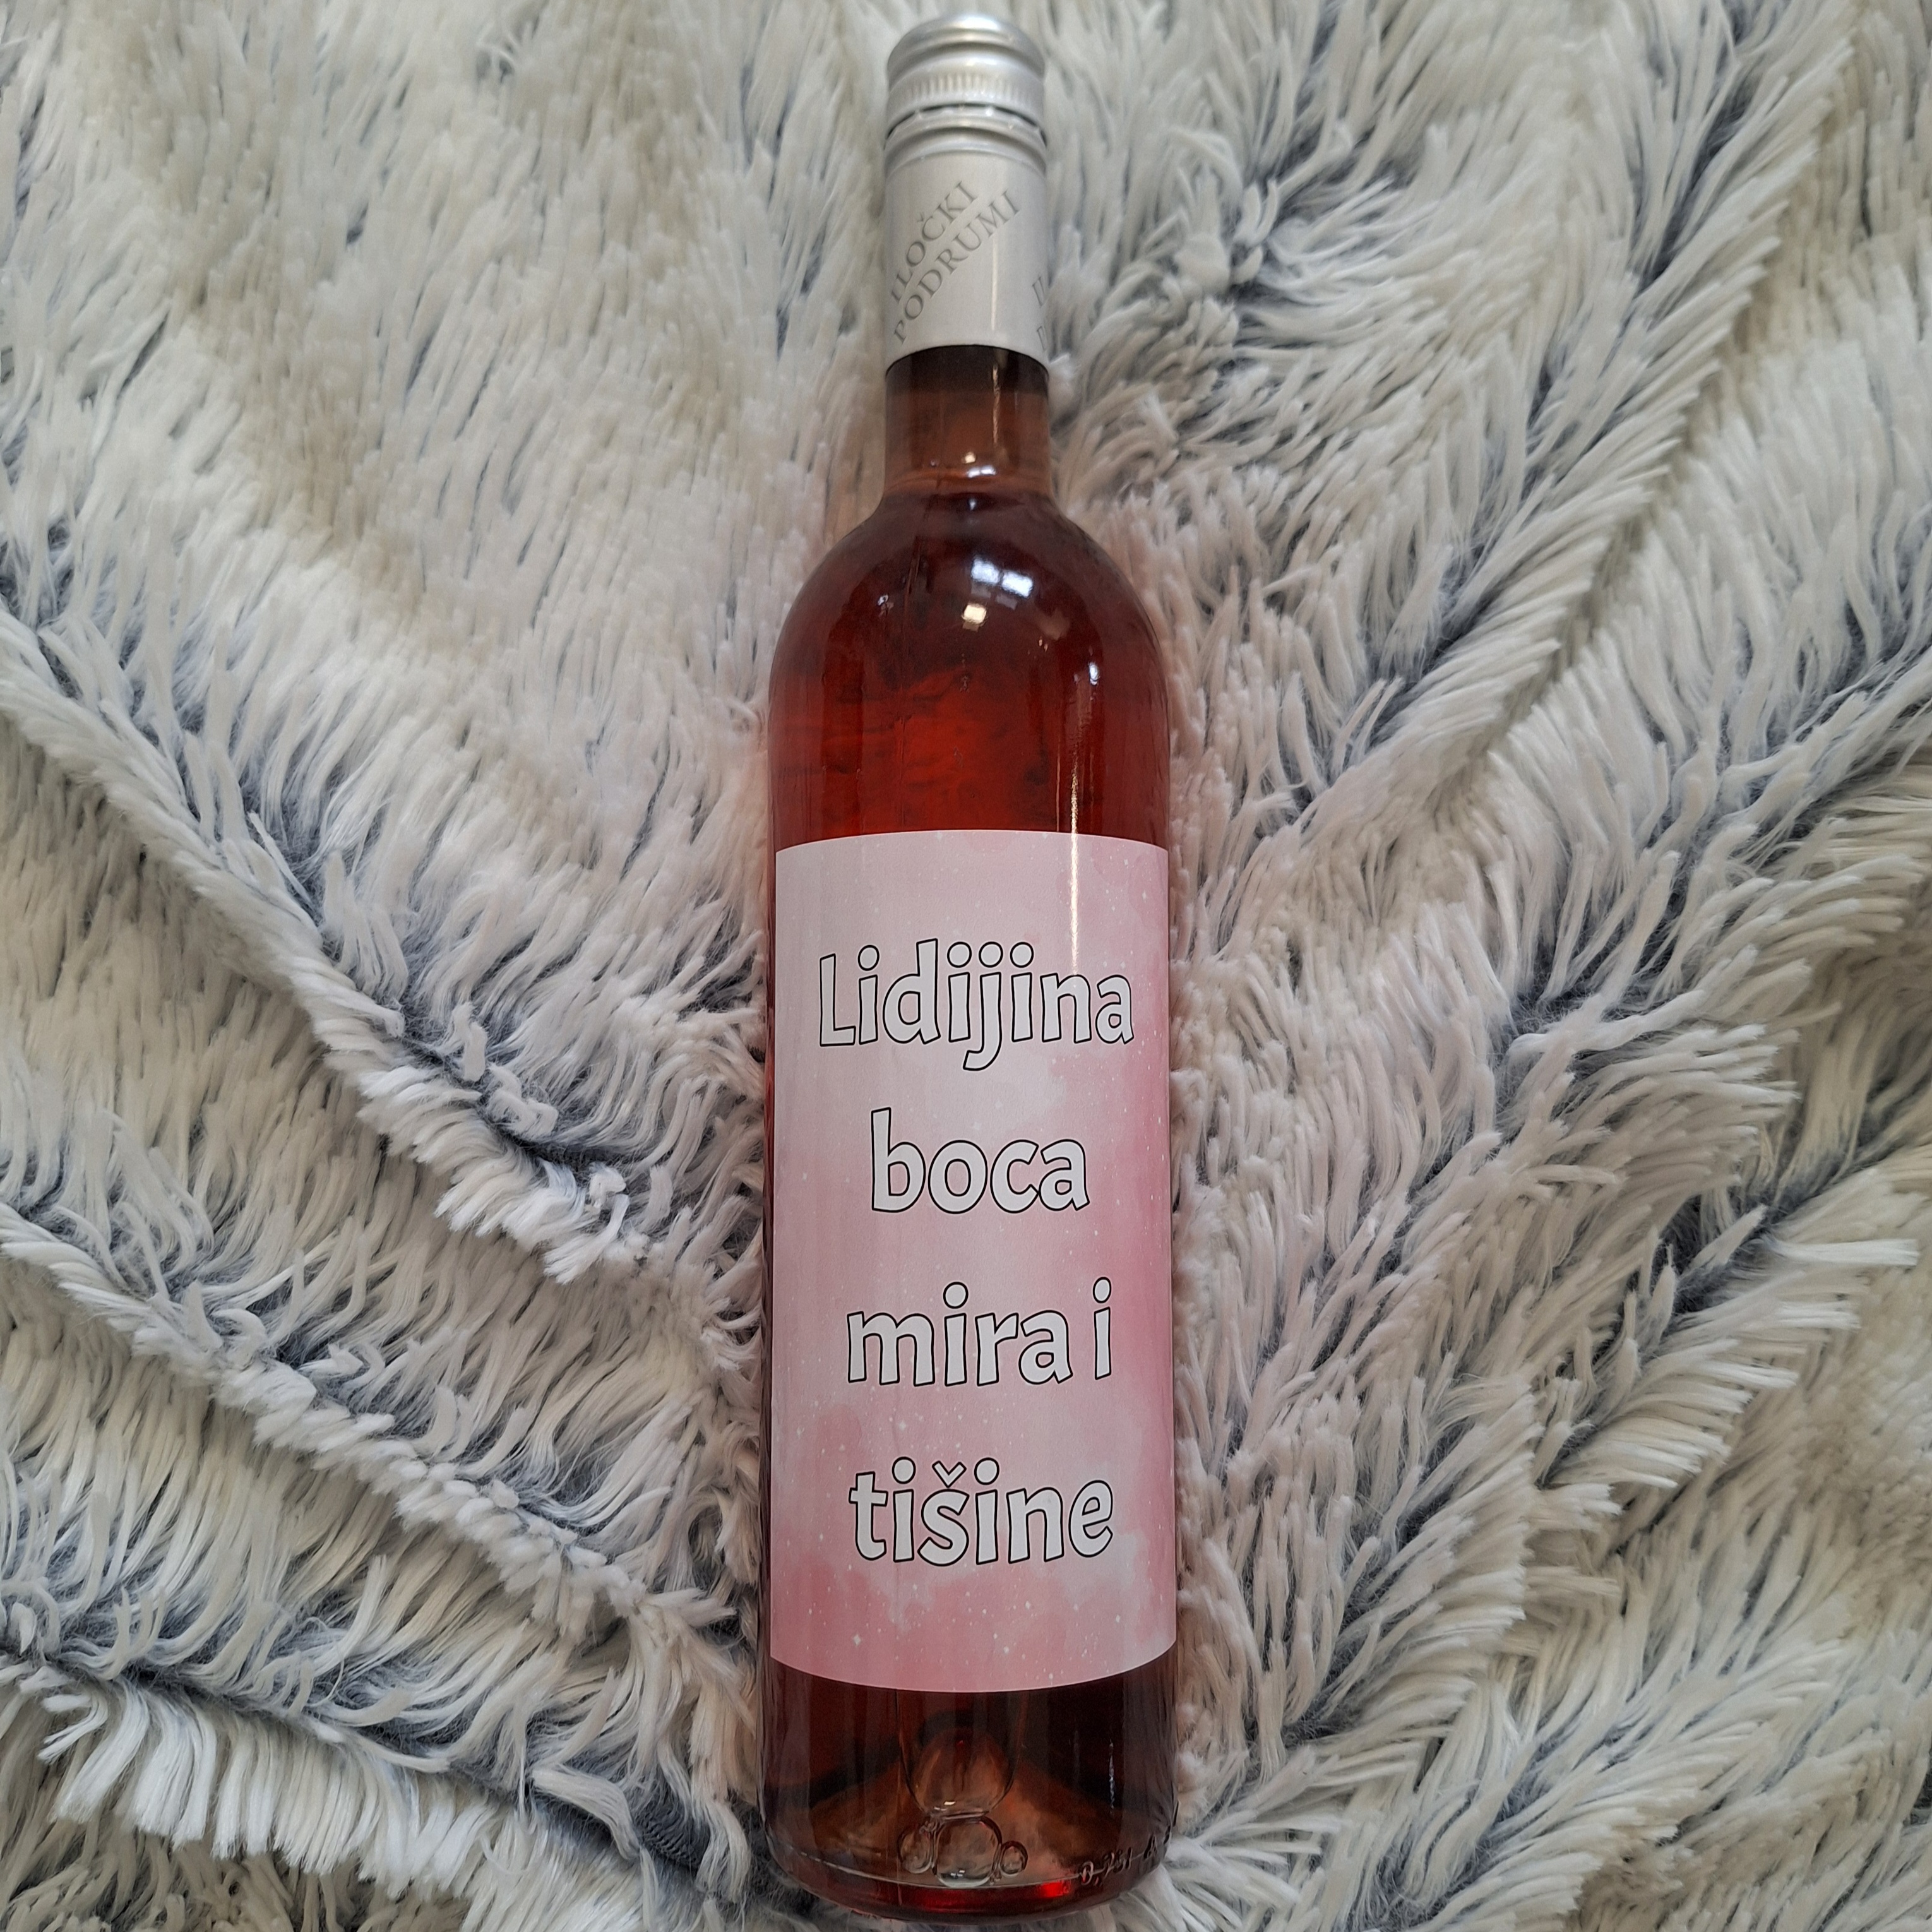 ILOČKI
PODRUMI
Lidijina
boca
mira i
tišine